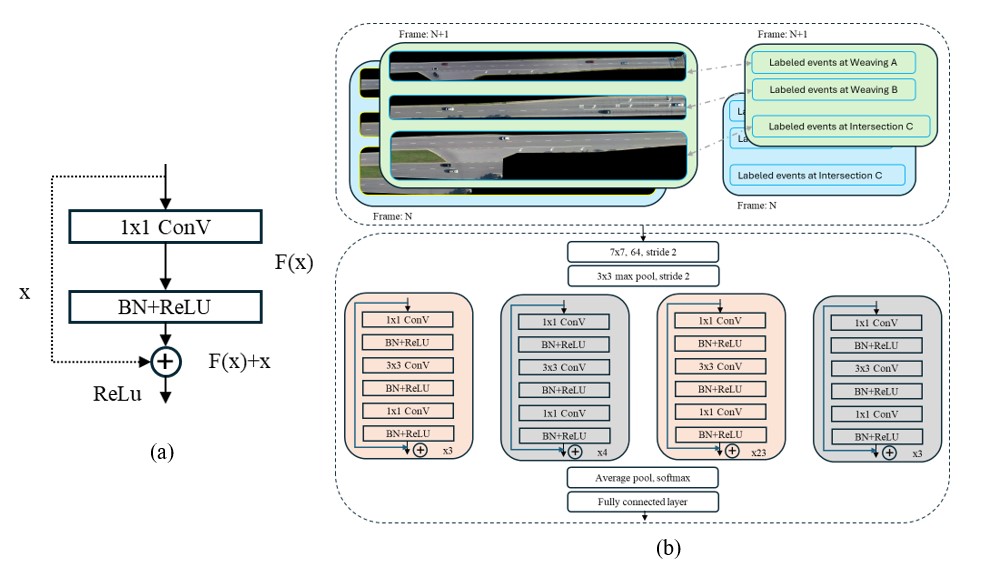 1x1 ConV
F(x)
x
BN+ReLU
+
F(x)+x
ReLu
(a)
Frame: N+1
Frame: N
Frame: N+1
Labeled events at Weaving A
Labeled events at Weaving B
Labeled events at Intersection C
La
La
Labeled events at Intersection C
Frame: N
7x7, 64, stride 2
3x3 max pool, stride 2
1x1 ConV
BN+ReLU
3x3 ConV
BN+ReLU
1x1 ConV
BN+ReLU
+
x3
1x1 ConV
BN+ReLU
3x3 ConV
BN+ReLU
1x1 ConV
BN+ReLU
+
x4
1x1 ConV
BN+ReLU
3x3 ConV
BN+ReLU
1x1 ConV
BN+ReLU
+
x23
1x1 ConV
BN+ReLU
3x3 ConV
BN+ReLU
1x1 ConV
BN+ReLU
+
x3
Average pool, softmax
Fully connected layer
(b)